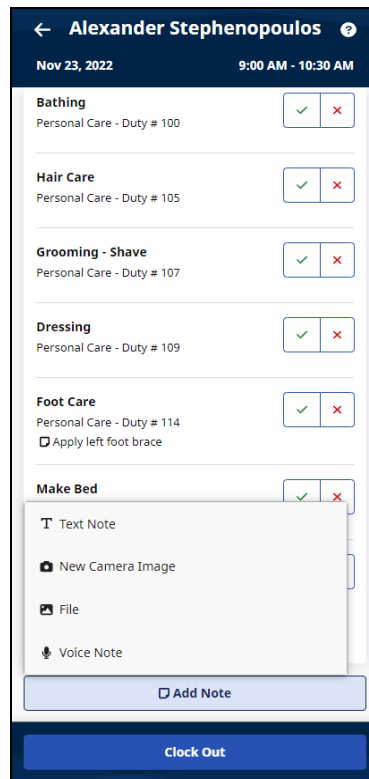 Alexander Stephenopoulos
Nov 23, 2022 9:00 AM - 10:30 AM
Bathing
Personal Care - Duty # 100
Hair Care
Personal Care - Duty # 105
Grooming - Shave
Personal Care - Duty # 107
Dressing
Personal Care - Duty # 109
Foot Care
Personal Care - Duty # 114
Apply left foot brace
Make Bed
Text Note
New Camera Image
File
Voice Note
Add Note
Clock Out